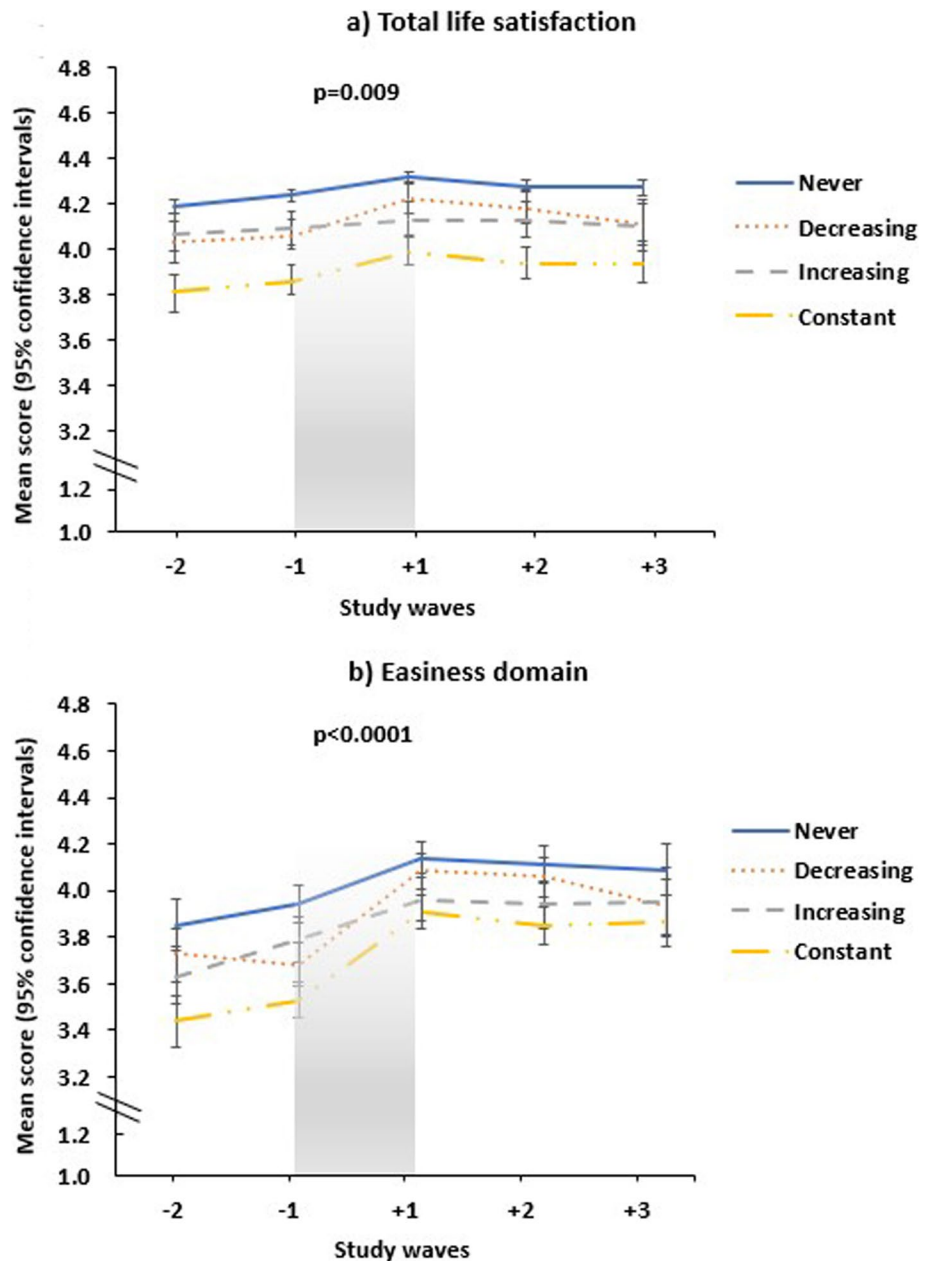 a) Total life satisfaction
4.8
4.6
4.4
4.2
4.0
3.8
3.6
3.4
3.2
1.2
1.0
Mean score (95% confidence intervals)
p=0.009
Never
Decreasing
Increasing
Constant
-2 -1 +1 +2 +3
Study waves
b) Easiness domain
4.8
4.6
4.4
4.2
4.0
3.8
3.6
3.4
3.2
1.2
1.0
Mean score (95% confidence intervals)
p<0.0001
Never
Decreasing
Increasing
Constant
-2 -1 +1 +2 +3
Study waves